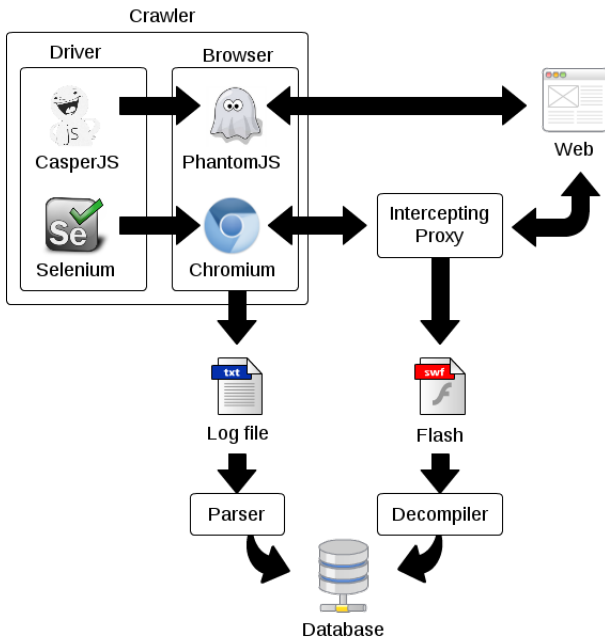 Crawler
Driver
Browser
JS
CasperJS
PhantomJS
Web
Se
Selenium
Chromium
Intercepting
Proxy
txt
swf
Log file
Flash
Parser
Decompiler
Database